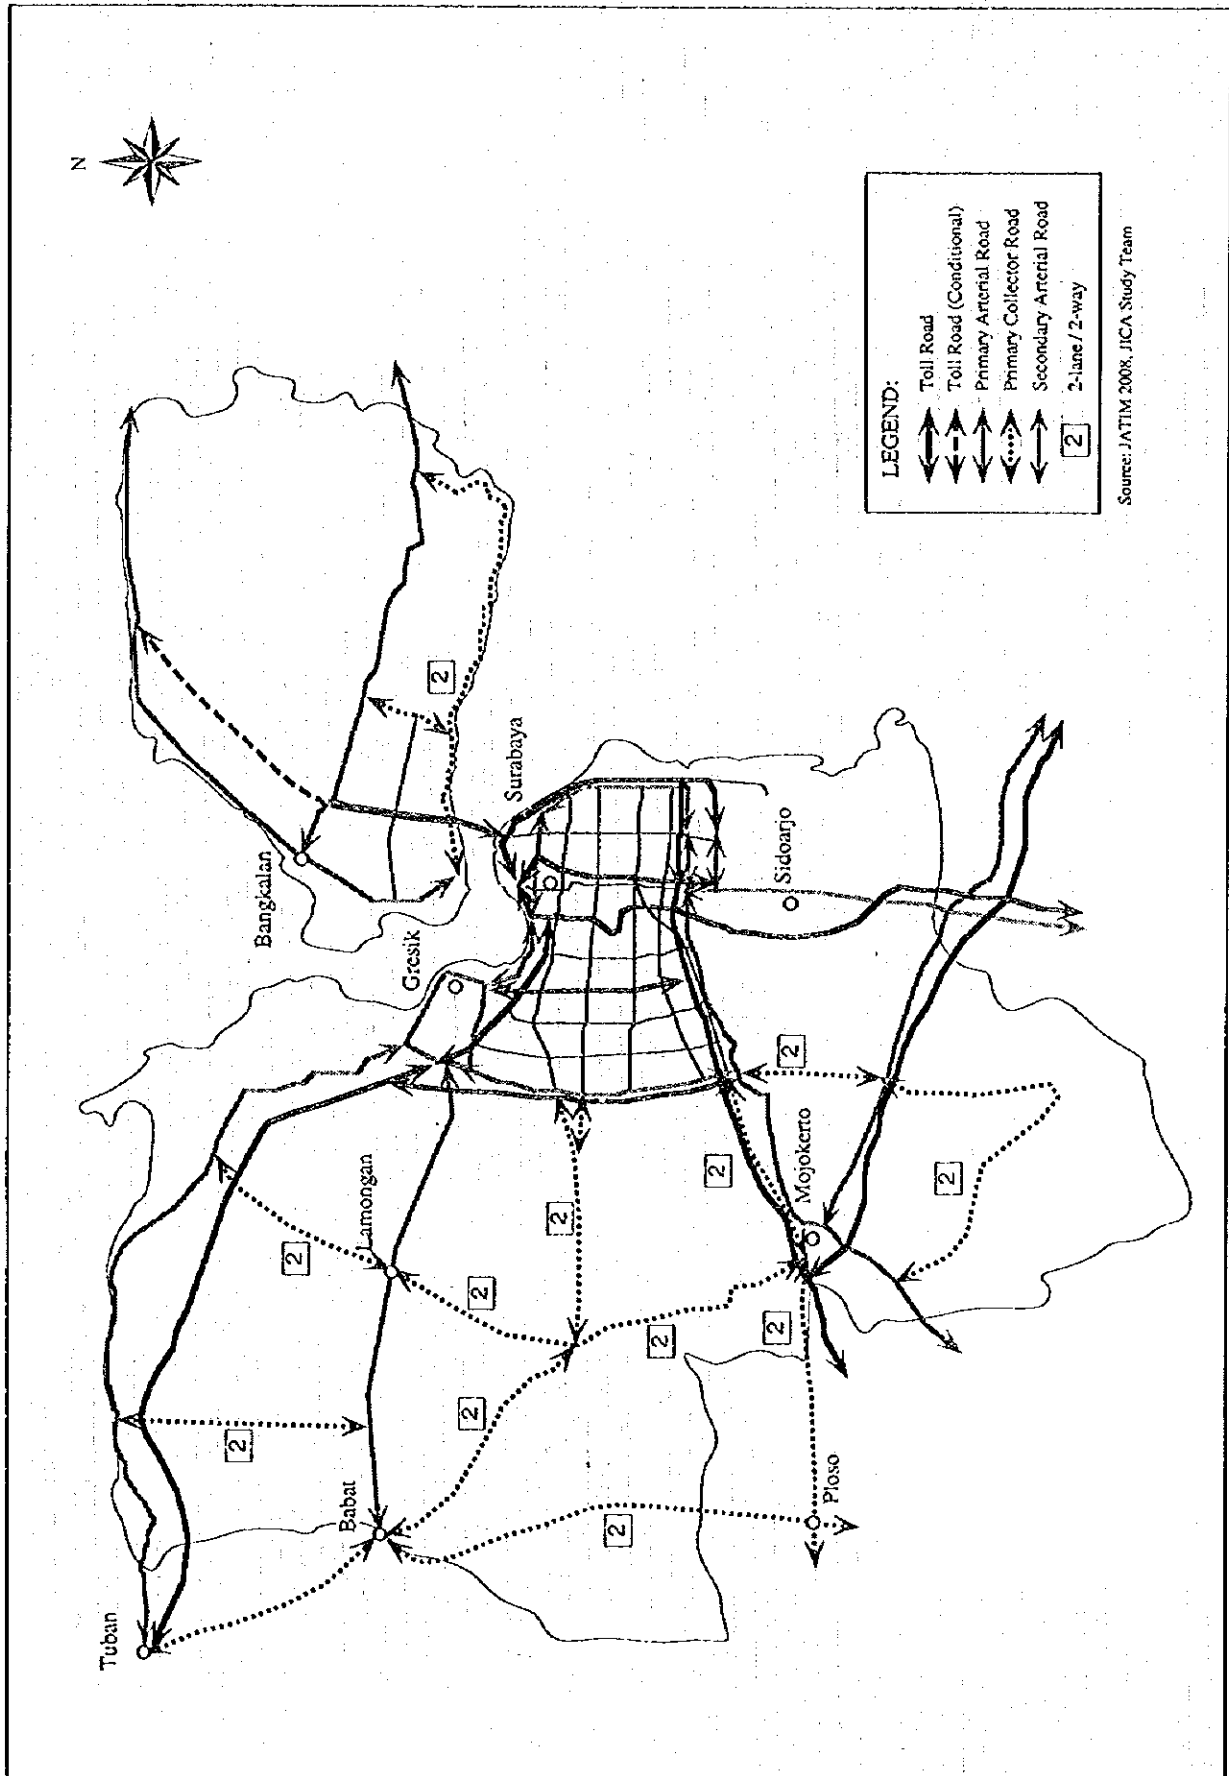 N
Tuban
Babat
Lamongan
Gresik
Bangkalan
Surabaya
Sidoarjo
Mojokerto
Ploso
2
2
2
2
2
2
2
2
2
2
2
2
LEGEND:
Toll Road
Toll Road (Conditional)
Primary Arterial Road
Primary Collector Road
Secondary Arterial Road
2 2-lane / 2-way
Source: JATIM 2008, JICA Study Team